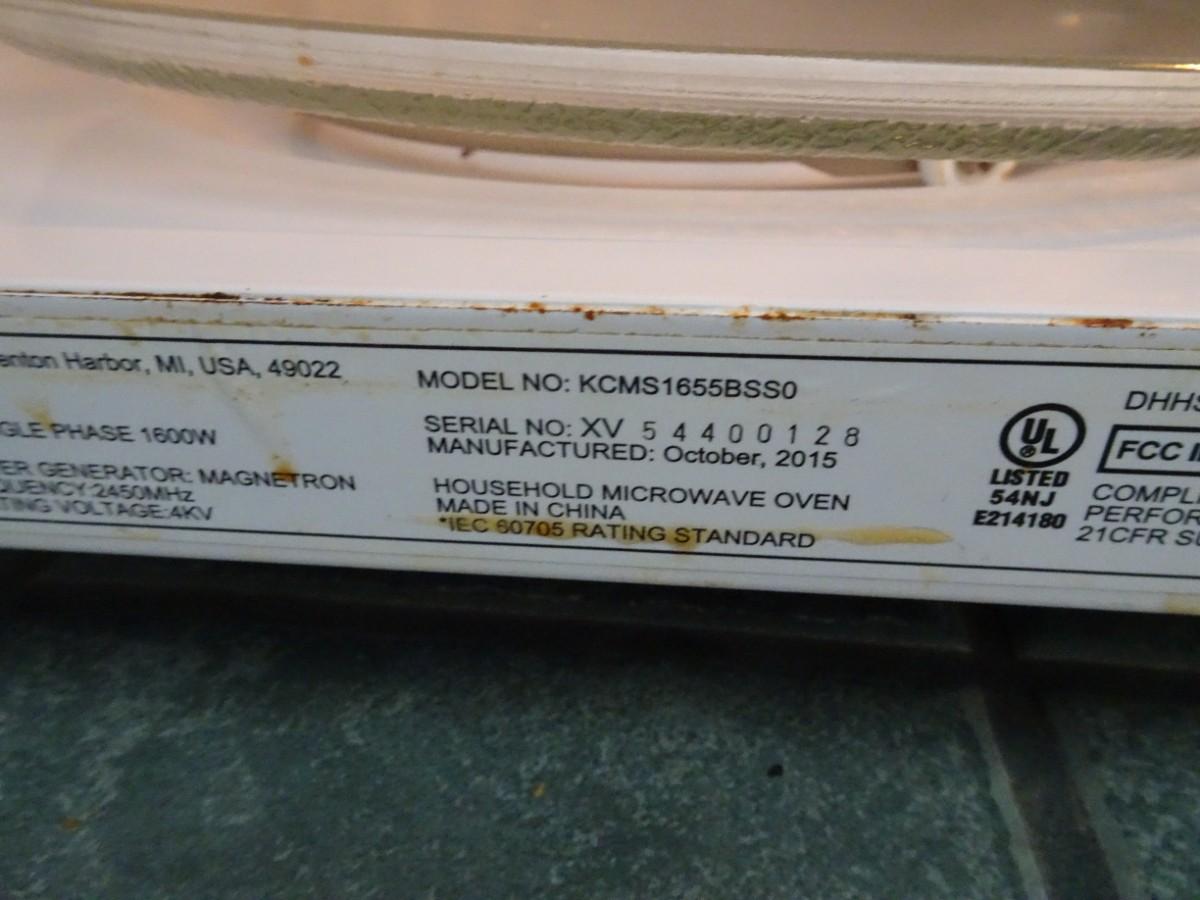 enton Harbor, MI, USA, 49022
GLE PHASE 1600W
ER GENERATOR: MAGNETRON
QUENCY:2450MHz
TING VOLTAGE:4KV
MODEL NO: KCMS1655BSS0
SERIAL NO: XV 54400128
MANUFACTURED: October, 2015
HOUSEHOLD MICROWAVE OVEN
MADE IN CHINA
*IEC 60705 RATING STANDARD
UL
®
LISTED
54NJ
E214180
DHHS
FCC I
COMPL
PERFOR
21CFR SU